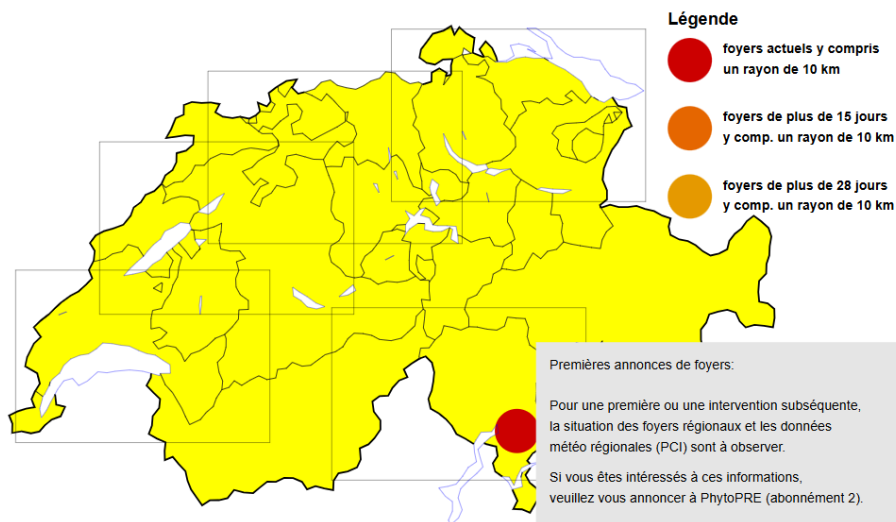 Légende
foyers actuels y compris
un rayon de 10 km
foyers de plus de 15 jours
y comp. un rayon de 10 km
foyers de plus de 28 jours
y comp. un rayon de 10 km
Premières annonces de foyers:
Pour une première ou une intervention subséquente,
la situation des foyers régionaux et les données
météo régionales (PCI) sont à observer.
Si vous êtes intéressés à ces informations,
veuillez vous annoncer à PhytoPRE (abonnément 2).